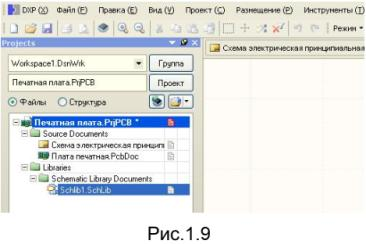 DXP (X) Файл (F) Правка (E) Вид (V) Проект (C) Размещение (P) Инструменты (T)
Режим
Projects
Схема электрическая принципиальная
Workspace1.DsnWrk
Группа
Печатная плата.PrjPCB
Проект
Файлы Структура
Печатная плата.PrjPCB *
Source Documents
Схема электрическая принципи
Плата печатная.PcbDoc
Libraries
Schematic Library Documents
Schlib1.SchLib
Рис.1.9